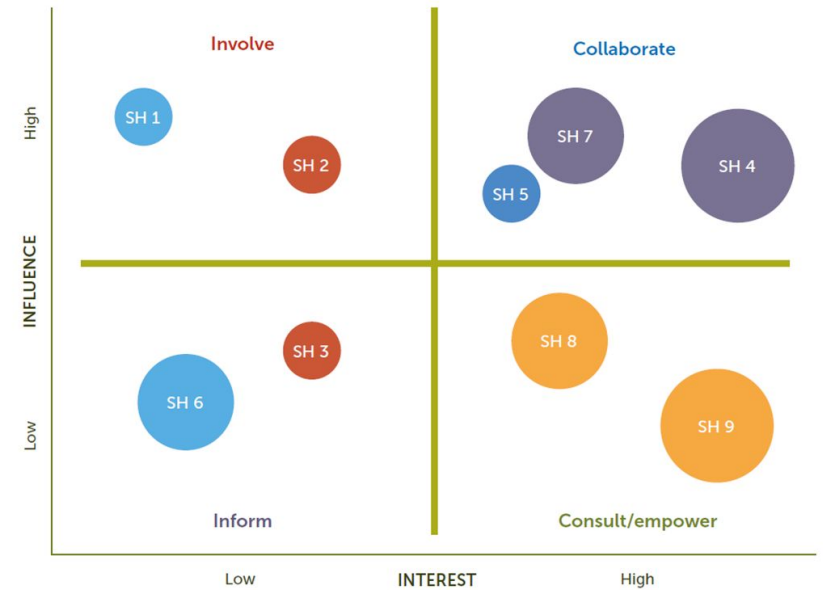 Involve
Collaborate
High
SH 1
SH 2
SH 7
SH 4
SH 5
INFLUENCE
SH 8
SH 3
SH 6
SH 9
Low
Inform
Consult/empower
Low
INTEREST
High